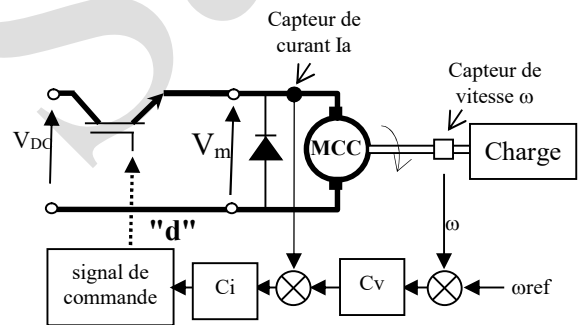 Capteur de
curant Ia
Capteur de
vitesse ω
VDC
Vm
MCC
Charge
"d"
ω
signal de
commande
Ci
Cv
ωref